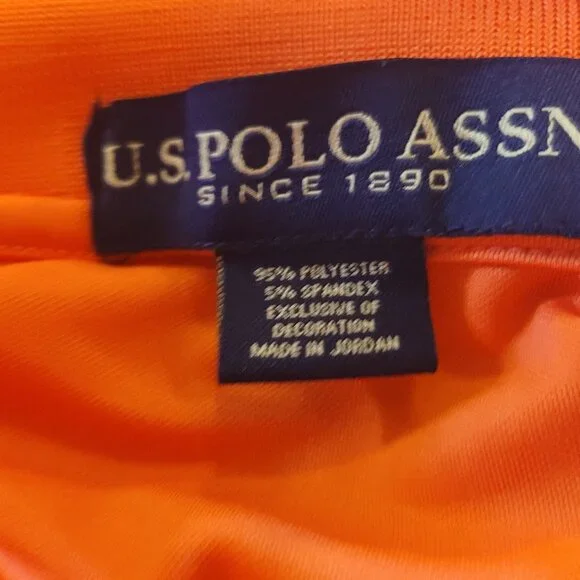 U.S. POLO ASSN
SINCE 1890
95% POLYESTER
5% SPANDEX
EXCLUSIVE OF
DECORATION
MADE IN JORDAN